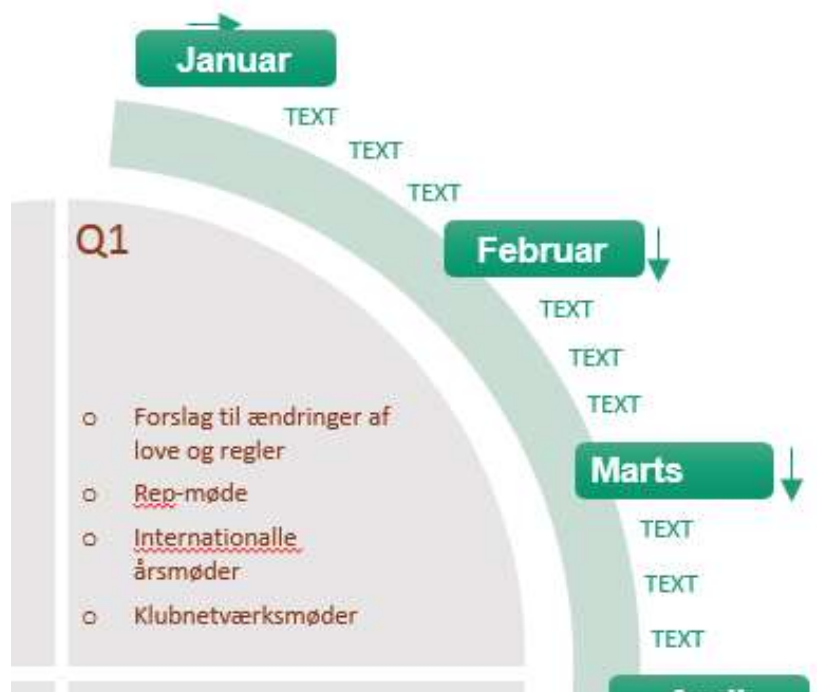 Januar
TEXT
TEXT
TEXT
Q1
Februar
TEXT
TEXT
TEXT
Forslag til ændringer af
love og regler
Rep-møde
Internationalle
årsmøder
Klubnetværksmøder
Marts
TEXT
TEXT
TEXT